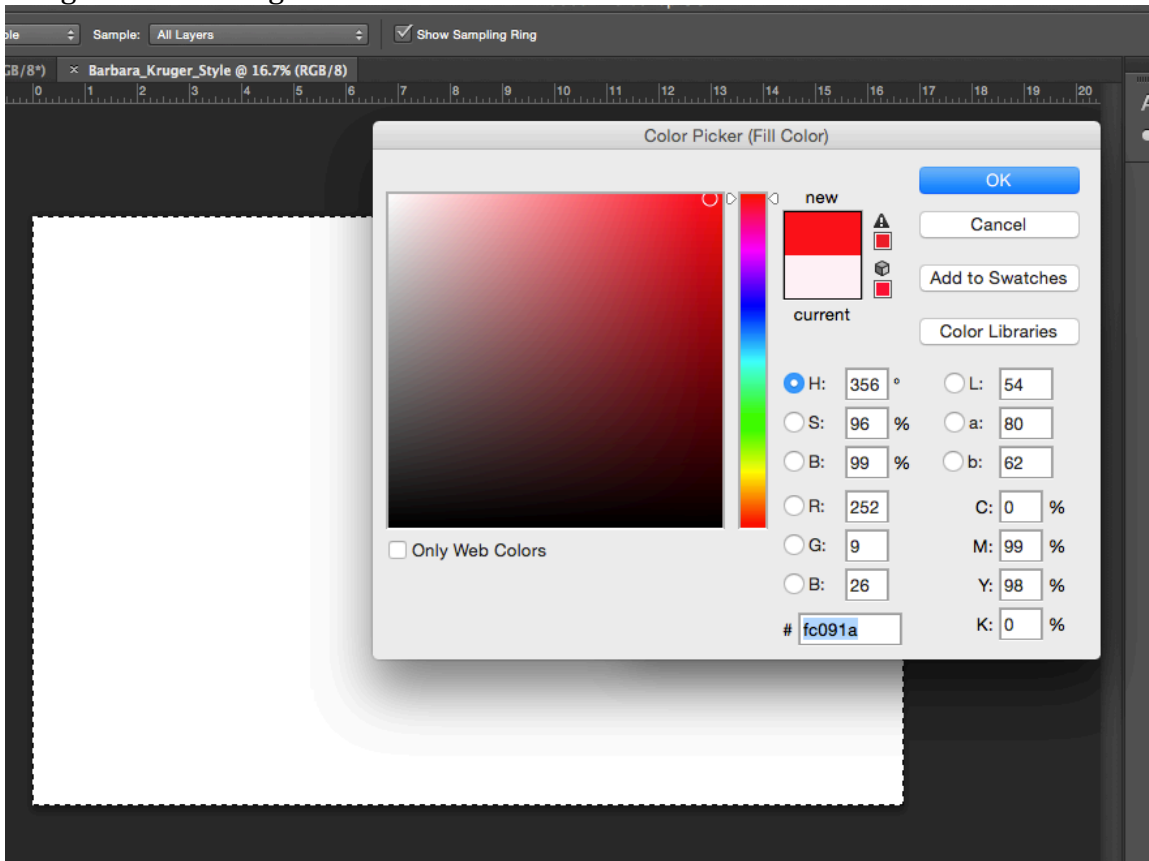 ple Sample: All Layers Show Sampling Ring
GB/8*) × Barbara_Kruger_Style @ 16.7% (RGB/8)
0 1 2 3 4 5 6 7 8 9 10 11 12 13 14 15 16 17 18 19 20
Color Picker (Fill Color)
OK
new
Cancel
Add to Swatches
current
Color Libraries
H: 356 ° L: 54
S: 96 % a: 80
B: 99 % b: 62
R: 252 C: 0 %
Only Web Colors G: 9 M: 99 %
B: 26 Y: 98 %
# fc091a K: 0 %